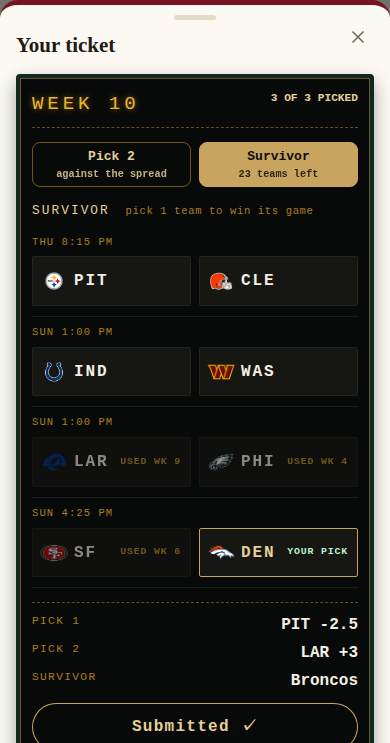 Your ticket
WEEK 10
3 OF 3 PICKED
Pick 2
against the spread
Survivor
23 teams left
SURVIVOR pick 1 team to win its game
THU 8:15 PM
PIT
CLE
SUN 1:00 PM
IND
WAS
SUN 1:00 PM
LAR USED WK 9
PHI USED WK 4
SUN 4:25 PM
SF USED WK 6
DEN YOUR PICK
PICK 1 PIT -2.5
PICK 2 LAR +3
SURVIVOR Broncos
Submitted ✓